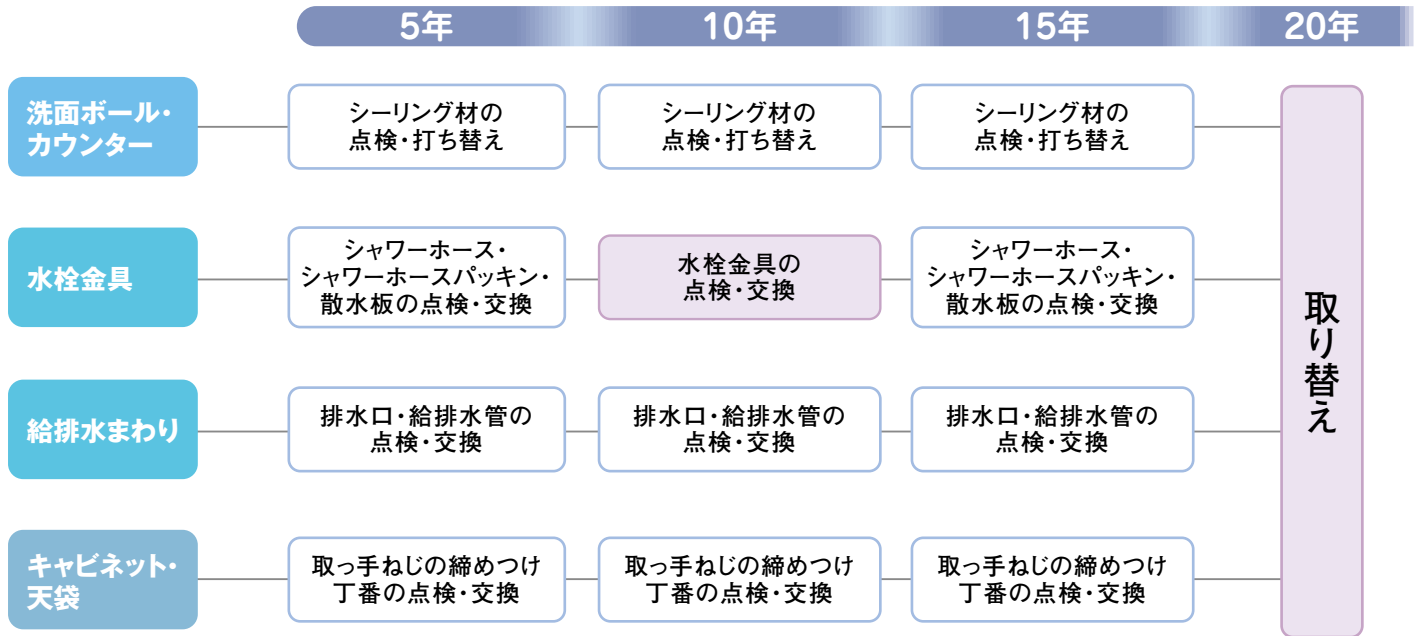 5年
10年
15年
20年
洗面ボール・
カウンター
シーリング材の
点検・打ち替え
シーリング材の
点検・打ち替え
シーリング材の
点検・打ち替え
水栓金具
シャワーホース・
シャワーホースパッキン・
散水板の点検・交換
水栓金具の
点検・交換
シャワーホース・
シャワーホースパッキン・
散水板の点検・交換
給排水まわり
排水口・給排水管の
点検・交換
排水口・給排水管の
点検・交換
排水口・給排水管の
点検・交換
キャビネット・
天袋
取っ手ねじの締めつけ
丁番の点検・交換
取っ手ねじの締めつけ
丁番の点検・交換
取っ手ねじの締めつけ
丁番の点検・交換
取り替え